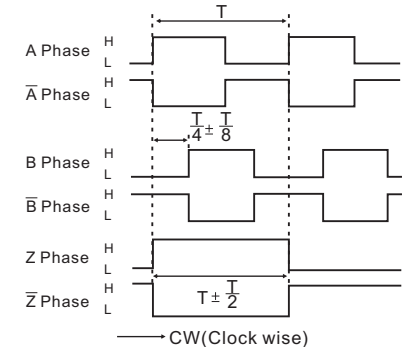 T
A Phase H L
A̅ Phase H L
T/4 ± T/8
B Phase H L
B̅ Phase H L
Z Phase H L
T ± T/2
Z̅ Phase H L
CW(Clock wise)